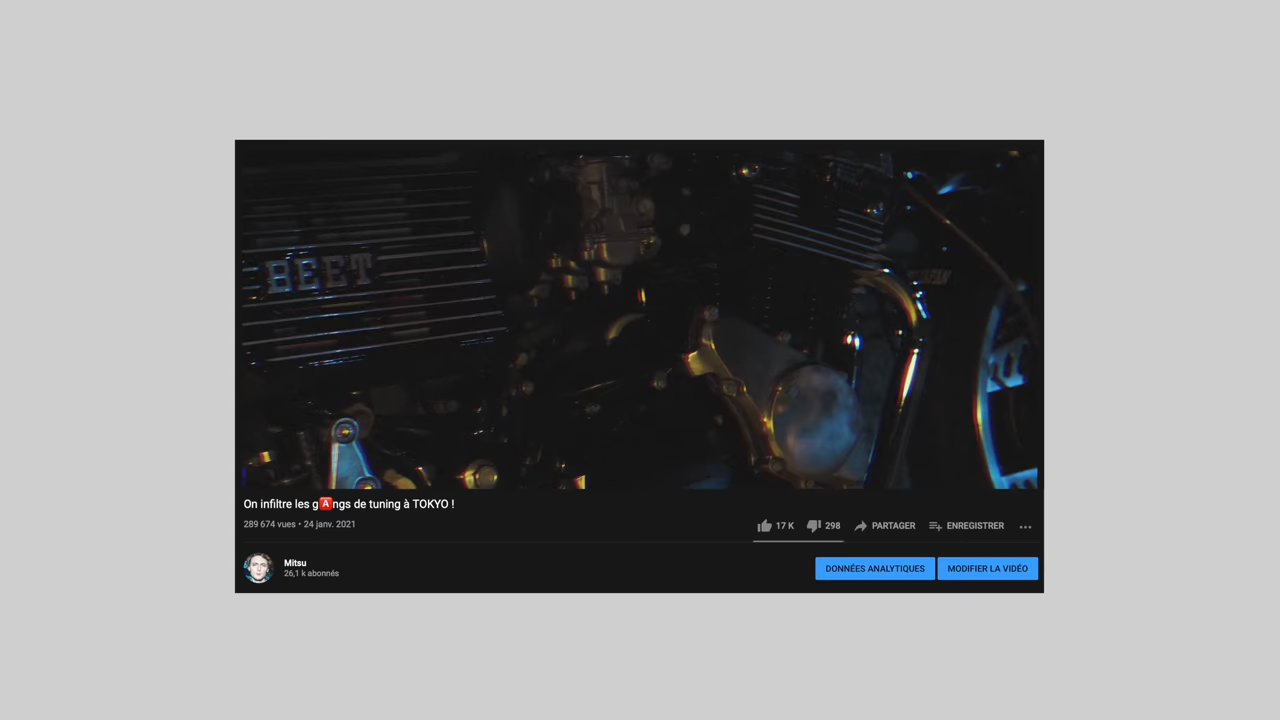 BEET
On infiltre les g🅰ngs de tuning à TOKYO !
289 674 vues • 24 janv. 2021
17 K 298 PARTAGER ENREGISTRER ...
Mitsu
26,1 k abonnés
DONNÉES ANALYTIQUES MODIFIER LA VIDÉO